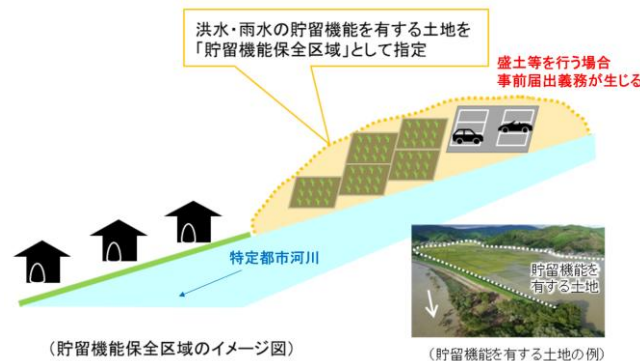 洪水・雨水の貯留機能を有する土地を
「貯留機能保全区域」として指定
盛土等を行う場合
事前届出義務が生じる
特定都市河川
貯留機能を
有する土地
(貯留機能保全区域のイメージ図)
(貯留機能を有する土地の例)